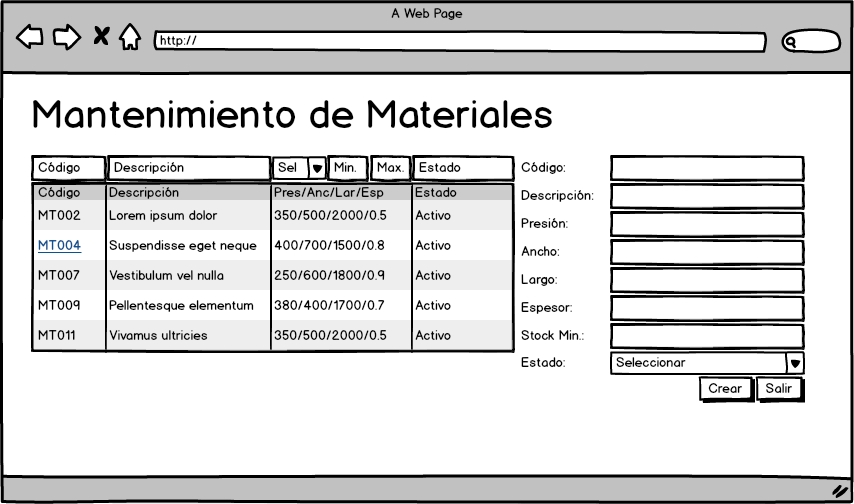 A Web Page
http://
Mantenimiento de Materiales
Código Descripción Sel Min. Max. Estado
Código Descripción Pres/Anc/Lar/Esp Estado
MT002 Lorem ipsum dolor 350/500/2000/0.5 Activo
MT004 Suspendisse eget neque 400/700/1500/0.8 Activo
MT007 Vestibulum vel nulla 250/600/1800/0.9 Activo
MT009 Pellentesque elementum 380/400/1700/0.7 Activo
MT011 Vivamus ultricies 350/500/2000/0.5 Activo
Código:
Descripción:
Presión:
Ancho:
Largo:
Espesor:
Stock Min.:
Estado: Seleccionar
Crear Salir